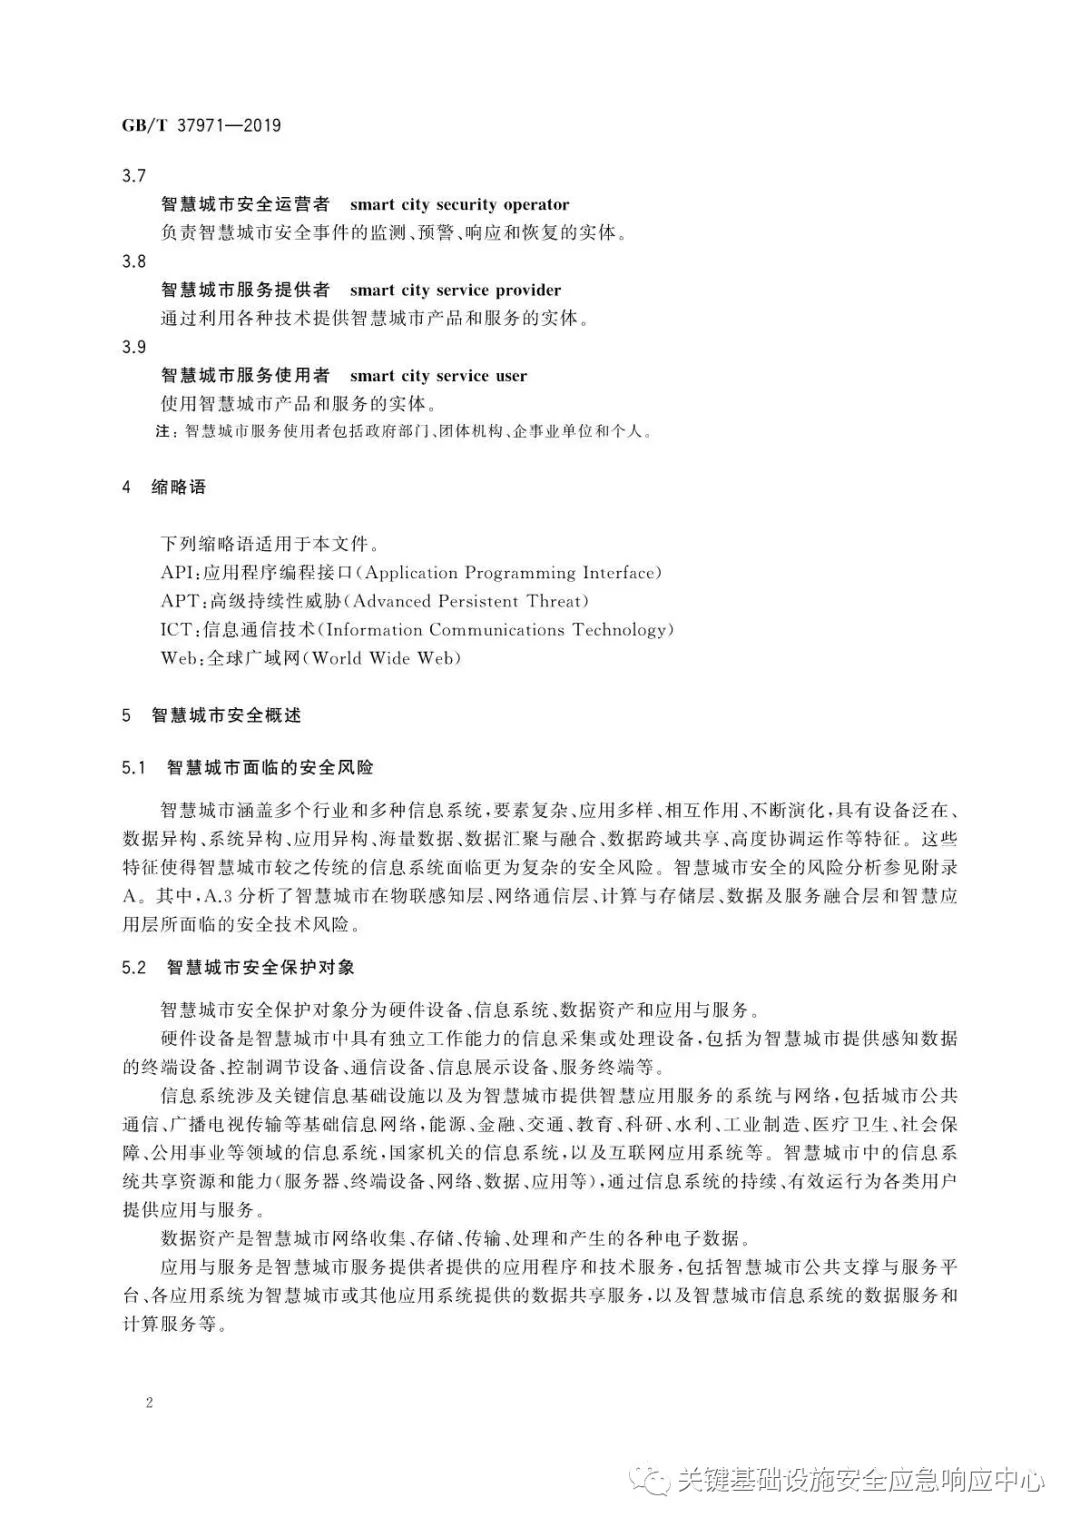 GB/T 37971—2019
3.7
智慧城市安全运营者 smart city security operator
负责智慧城市安全事件的监测、预警、响应和恢复的实体。
3.8
智慧城市服务提供者 smart city service provider
通过利用各种技术提供智慧城市产品和服务的实体。
3.9
智慧城市服务使用者 smart city service user
使用智慧城市产品和服务的实体。
注：智慧城市服务使用者包括政府部门、团体机构、企事业单位和个人。
4 缩略语
下列缩略语适用于本文件。
API：应用程序编程接口（Application Programming Interface）
APT：高级持续性威胁（Advanced Persistent Threat）
ICT：信息通信技术（Information Communications Technology）
Web：全球广域网（World Wide Web）
5 智慧城市安全概述
5.1 智慧城市面临的安全风险
智慧城市涵盖多个行业和多种信息系统，要素复杂、应用多样、相互作用、不断演化，具有设备泛在、
数据异构、系统异构、应用异构、海量数据、数据汇聚与融合、数据跨域共享、高度协调运作等特征。这些
特征使得智慧城市较之传统的信息系统面临更为复杂的安全风险。智慧城市安全的风险分析参见附录
A。其中，A.3 分析了智慧城市在物联感知层、网络通信层、计算与存储层、数据及服务融合层和智慧应
用层所面临的安全技术风险。
5.2 智慧城市安全保护对象
智慧城市安全保护对象分为硬件设备、信息系统、数据资产和应用与服务。
硬件设备是智慧城市中具有独立工作能力的信息采集或处理设备，包括为智慧城市提供感知数据
的终端设备、控制调节设备、通信设备、信息展示设备、服务终端等。
信息系统涉及关键信息基础设施以及为智慧城市提供智慧应用服务的系统与网络，包括城市公共
通信、广播电视传输等基础信息网络，能源、金融、交通、教育、科研、水利、工业制造、医疗卫生、社会保
障、公用事业等领域的信息系统，国家机关的信息系统，以及互联网应用系统等。智慧城市中的信息系
统共享资源和能力（服务器、终端设备、网络、数据、应用等），通过信息系统的持续、有效运行为各类用户
提供应用与服务。
数据资产是智慧城市网络收集、存储、传输、处理和产生的各种电子数据。
应用与服务是智慧城市服务提供者提供的应用程序和技术服务，包括智慧城市公共支撑与服务平
台、各应用系统为智慧城市或其他应用系统提供的数据共享服务，以及智慧城市信息系统的数据服务和
计算服务等。
2
关键基础设施安全应急响应中心